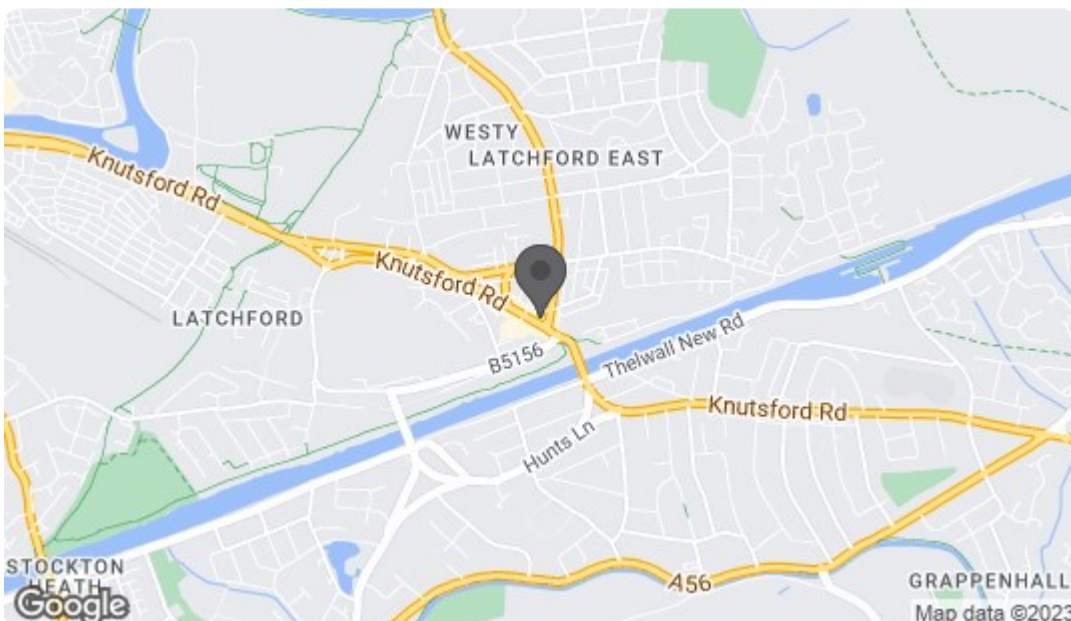 WESTY
LATCHFORD EAST
Knutsford Rd
Knutsford Rd
LATCHFORD
B5156
Thelwall New Rd
Knutsford Rd
Hunts Ln
STOCKTON
HEATH
A56
GRAPPENHALL
Google
Map data ©2023